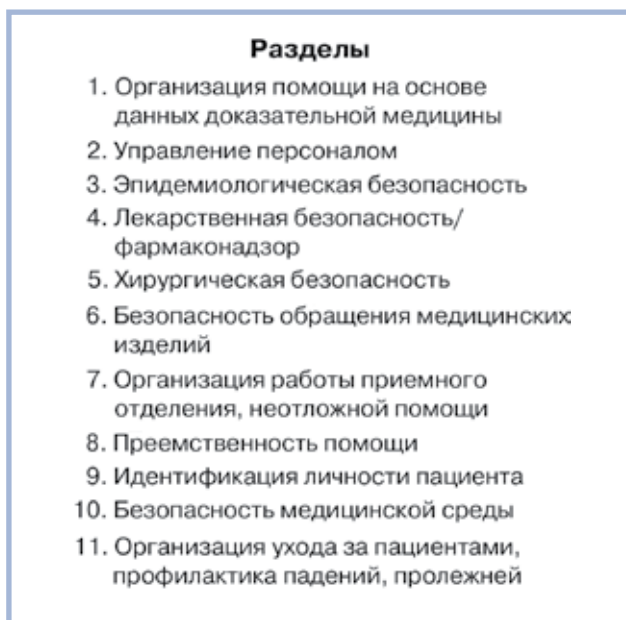 Разделы
1. Организация помощи на основе
данных доказательной медицины
2. Управление персоналом
3. Эпидемиологическая безопасность
4. Лекарственная безопасность/
фармаконадзор
5. Хирургическая безопасность
6. Безопасность обращения медицинских
изделий
7. Организация работы приемного
отделения, неотложной помощи
8. Преемственность помощи
9. Идентификация личности пациента
10. Безопасность медицинской среды
11. Организация ухода за пациентами,
профилактика падений, пролежней